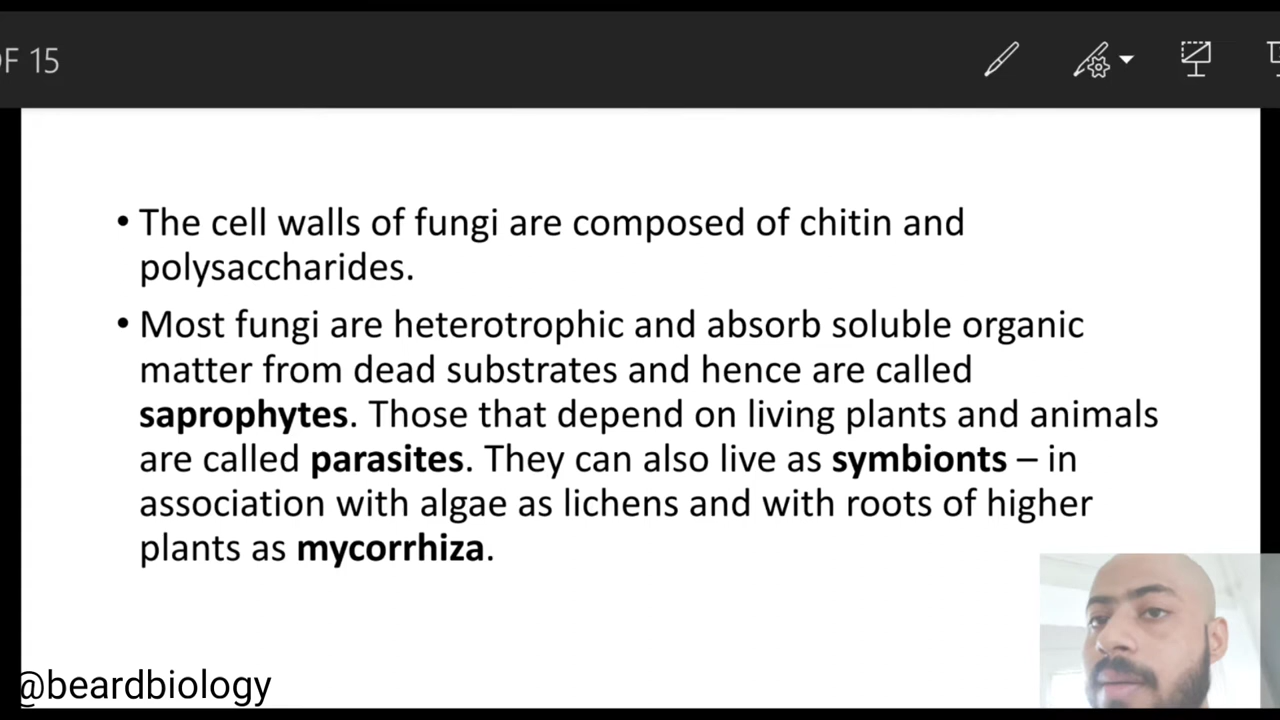 OF 15
• The cell walls of fungi are composed of chitin and
polysaccharides.
• Most fungi are heterotrophic and absorb soluble organic
matter from dead substrates and hence are called
saprophytes. Those that depend on living plants and animals
are called parasites. They can also live as symbionts – in
association with algae as lichens and with roots of higher
plants as mycorrhiza.
@beardbiology